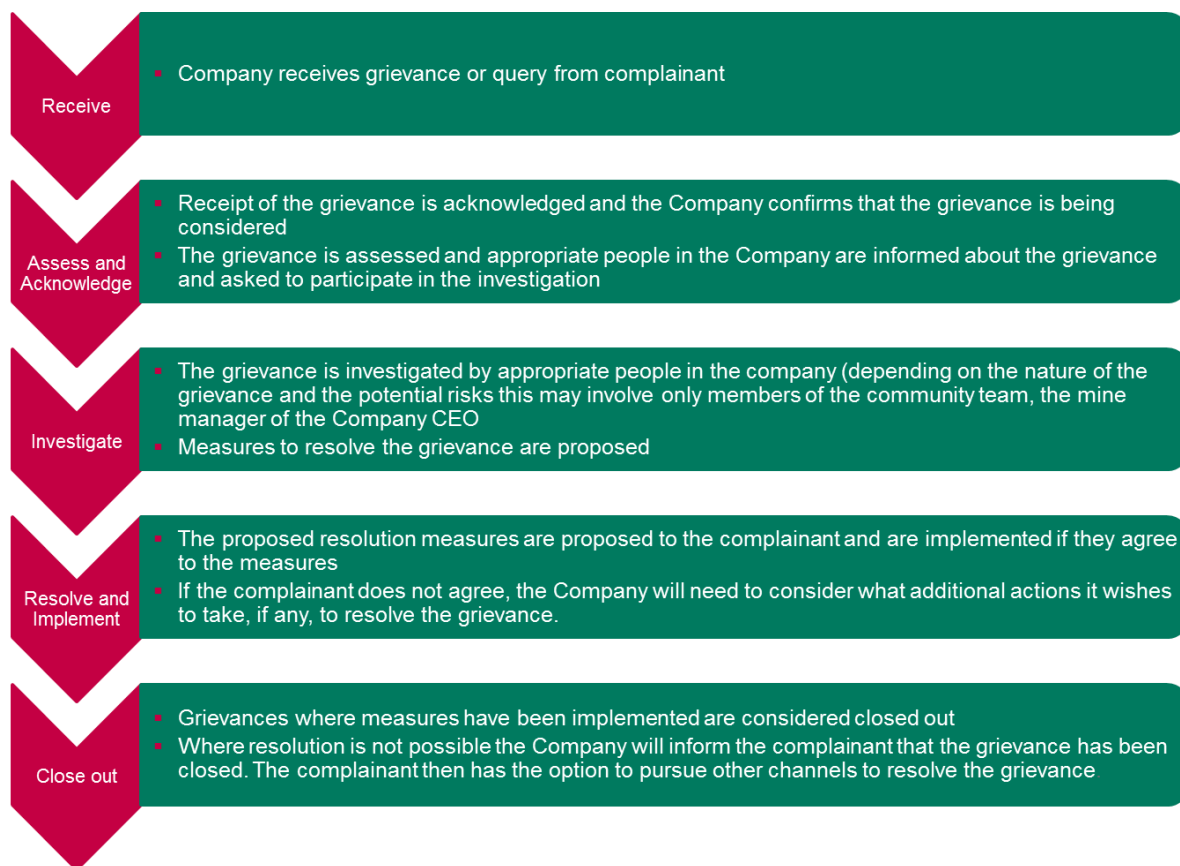 Receive
Company receives grievance or query from complainant
Assess and
Acknowledge
Receipt of the grievance is acknowledged and the Company confirms that the grievance is being
considered
The grievance is assessed and appropriate people in the Company are informed about the grievance
and asked to participate in the investigation
Investigate
The grievance is investigated by appropriate people in the company (depending on the nature of the
grievance and the potential risks this may involve only members of the community team, the mine
manager of the Company CEO
Measures to resolve the grievance are proposed
Resolve and
Implement
The proposed resolution measures are proposed to the complainant and are implemented if they agree
to the measures
If the complainant does not agree, the Company will need to consider what additional actions it wishes
to take, if any, to resolve the grievance.
Close out
Grievances where measures have been implemented are considered closed out
Where resolution is not possible the Company will inform the complainant that the grievance has been
closed. The complainant then has the option to pursue other channels to resolve the grievance